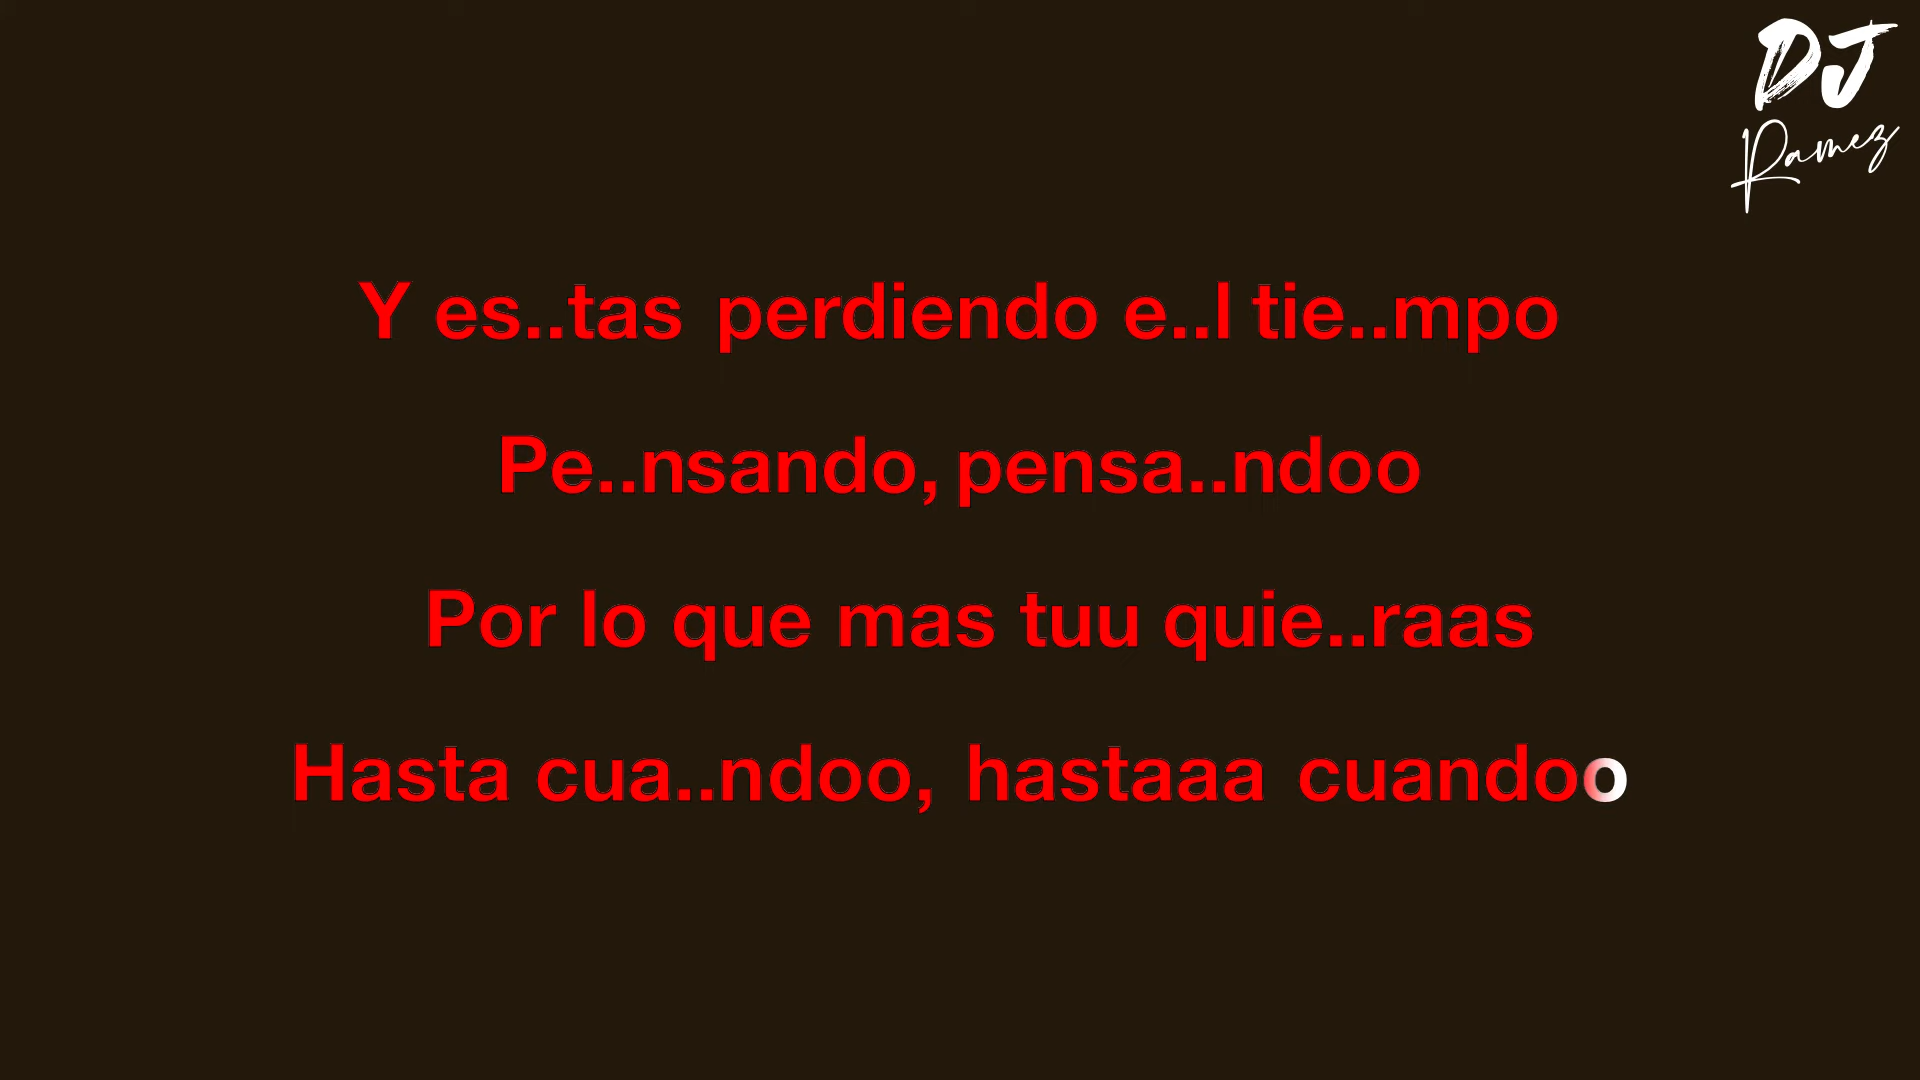 DJ
Ramez
Y es..tas perdiendo e..l tie..mpo
Pe..nsando, pensa..ndoo
Por lo que mas tuu quie..raas
Hasta cua..ndoo, hastaaa cuandoo